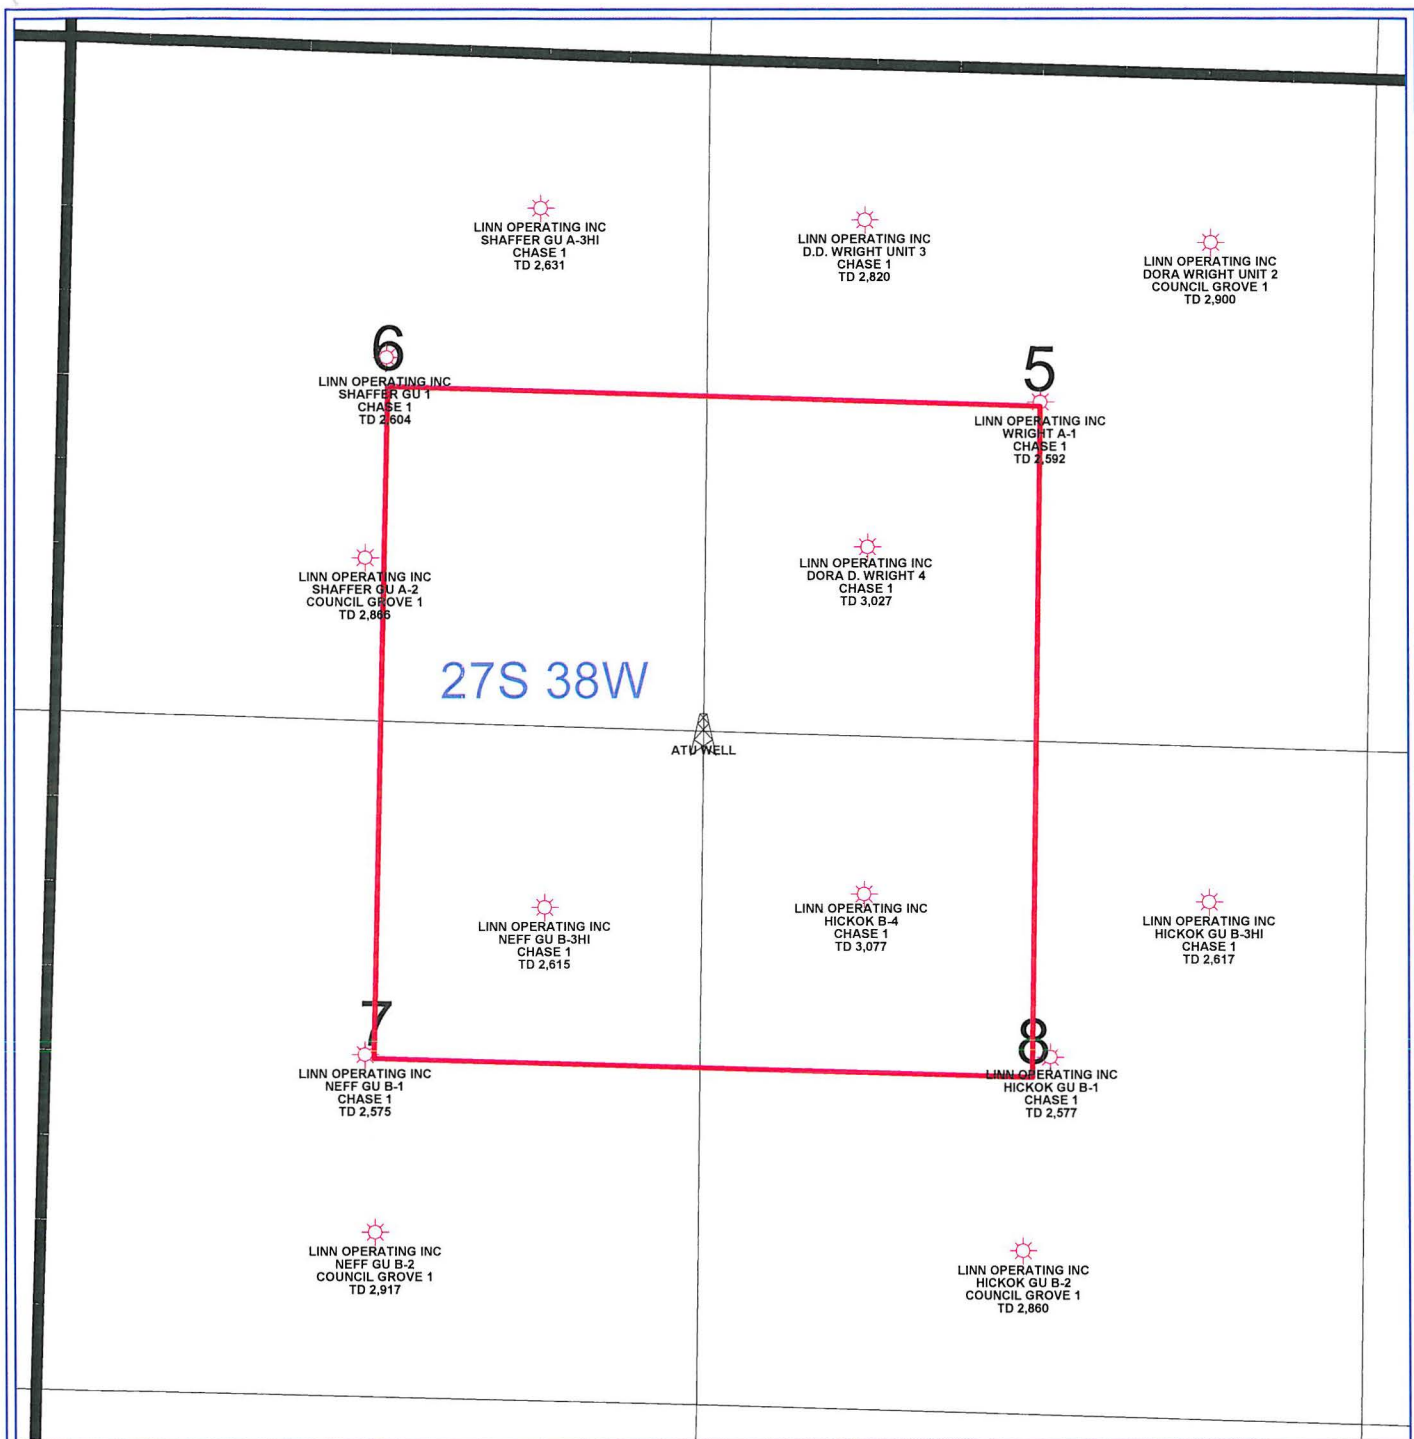 LINN OPERATING INC
SHAFFER GU A-3HI
CHASE 1
TD 2,631
LINN OPERATING INC
D.D. WRIGHT UNIT 3
CHASE 1
TD 2,820
LINN OPERATING INC
DORA WRIGHT UNIT 2
COUNCIL GROVE 1
TD 2,900
6
LINN OPERATING INC
SHAFFER GU 1
CHASE 1
TD 2,604
5
LINN OPERATING INC
WRIGHT A-1
CHASE 1
TD 2,592
LINN OPERATING INC
SHAFFER GU A-2
COUNCIL GROVE 1
TD 2,866
LINN OPERATING INC
DORA D. WRIGHT 4
CHASE 1
TD 3,027
27S 38W
ATU WELL
LINN OPERATING INC
NEFF GU B-3HI
CHASE 1
TD 2,615
LINN OPERATING INC
HICKOK B-4
CHASE 1
TD 3,077
LINN OPERATING INC
HICKOK GU B-3HI
CHASE 1
TD 2,617
7
LINN OPERATING INC
NEFF GU B-1
CHASE 1
TD 2,575
8
LINN OPERATING INC
HICKOK GU B-1
CHASE 1
TD 2,577
LINN OPERATING INC
NEFF GU B-2
COUNCIL GROVE 1
TD 2,917
LINN OPERATING INC
HICKOK GU B-2
COUNCIL GROVE 1
TD 2,860